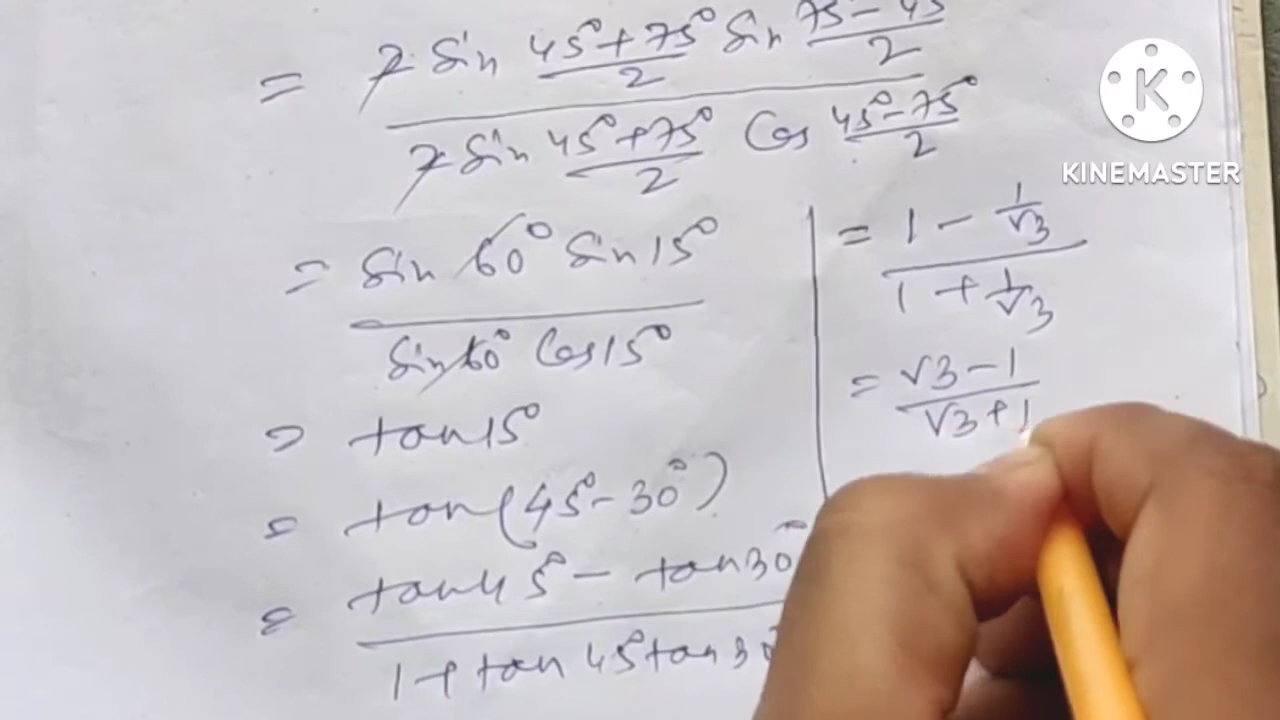 = 2 Sin (45° + 75°)/2 Sin (75 - 45)/2
/ 2 Sin (45° + 75°)/2 Cos (45° - 75°)/2
= Sin 60° Sin 15°
/ Sin 60° Cos 15°
= tan 15°
= tan (45° - 30°)
= tan 45° - tan 30°
/ 1 + tan 45° tan 30°
= 1 - 1/√3
/ 1 + 1/√3
= √3 - 1
/ √3 + 1
K
KINEMASTER